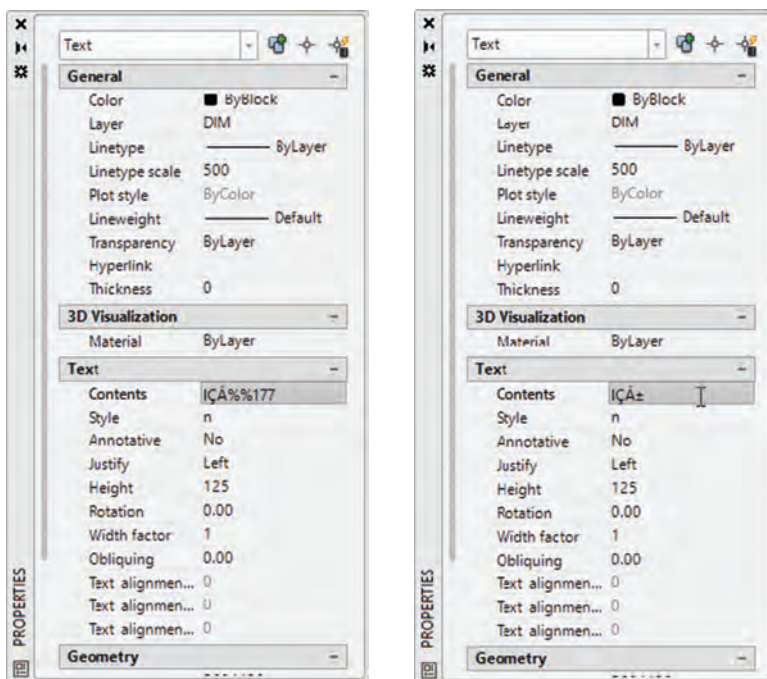 Text
General
Color ByBlock
Layer DIM
Linetype ByLayer
Linetype scale 500
Plot style ByColor
Lineweight Default
Transparency ByLayer
Hyperlink
Thickness 0
3D Visualization
Material ByLayer
Text
Contents IÇÂ%%177
Style n
Annotative No
Justify Left
Height 125
Rotation 0.00
Width factor 1
Obliquing 0.00
Text alignmen... 0
Text alignmen... 0
Text alignmen... 0
Geometry
PROPERTIES
Text
General
Color ByBlock
Layer DIM
Linetype ByLayer
Linetype scale 500
Plot style ByColor
Lineweight Default
Transparency ByLayer
Hyperlink
Thickness 0
3D Visualization
Material ByLayer
Text
Contents IÇÂ±
Style n
Annotative No
Justify Left
Height 125
Rotation 0.00
Width factor 1
Obliquing 0.00
Text alignmen... 0
Text alignmen... 0
Text alignmen... 0
Geometry
PROPERTIES